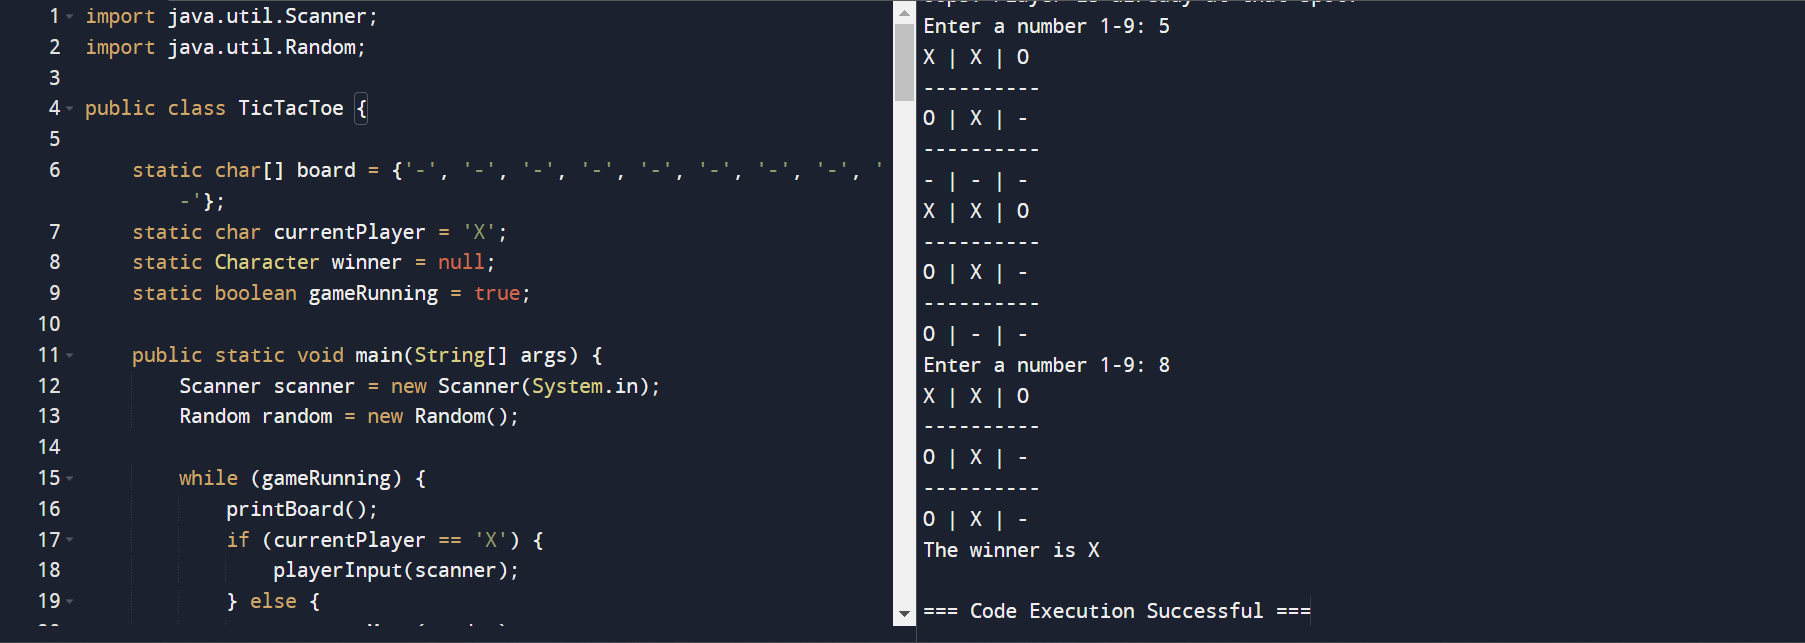 1 import java.util.Scanner;
2 import java.util.Random;
3
4 public class TicTacToe {
5
6 static char[] board = {'-', '-', '-', '-', '-', '-', '-', '-', '
-'};
7 static char currentPlayer = 'X';
8 static Character winner = null;
9 static boolean gameRunning = true;
10
11 public static void main(String[] args) {
12 Scanner scanner = new Scanner(System.in);
13 Random random = new Random();
14
15 while (gameRunning) {
16 printBoard();
17 if (currentPlayer == 'X') {
18 playerInput(scanner);
19 } else {
Enter a number 1-9: 5
X | X | O
----------
O | X | -
----------
- | - | -
X | X | O
----------
O | X | -
----------
O | - | -
Enter a number 1-9: 8
X | X | O
----------
O | X | -
----------
O | X | -
The winner is X
=== Code Execution Successful ===